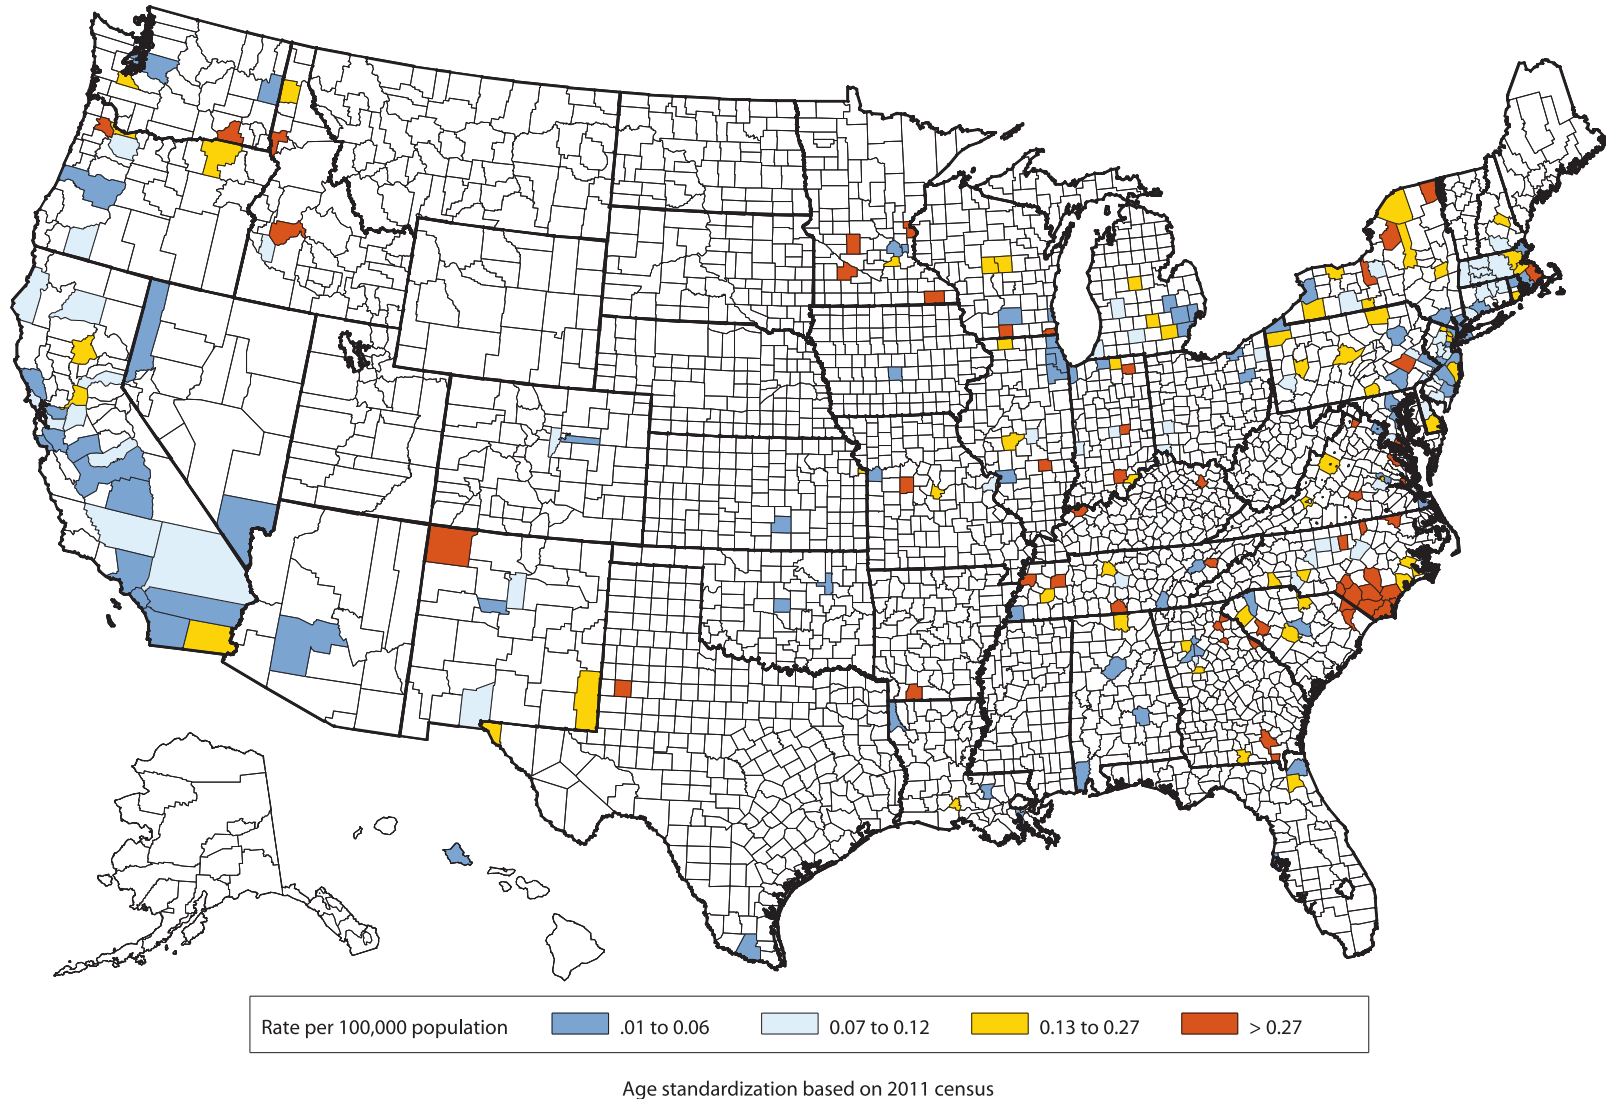 Rate per 100,000 population .01 to 0.06 0.07 to 0.12 0.13 to 0.27 > 0.27
Age standardization based on 2011 census